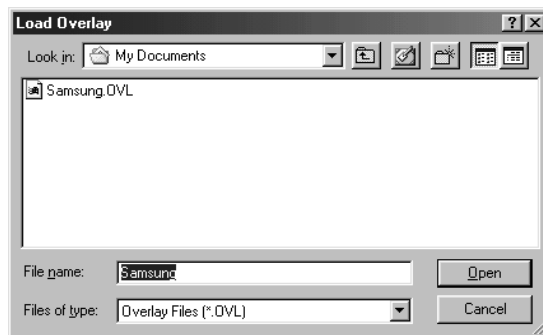 Load Overlay
Look in: My Documents
Samsung.OVL
File name: Samsung Open
Files of type: Overlay Files (*.OVL) Cancel